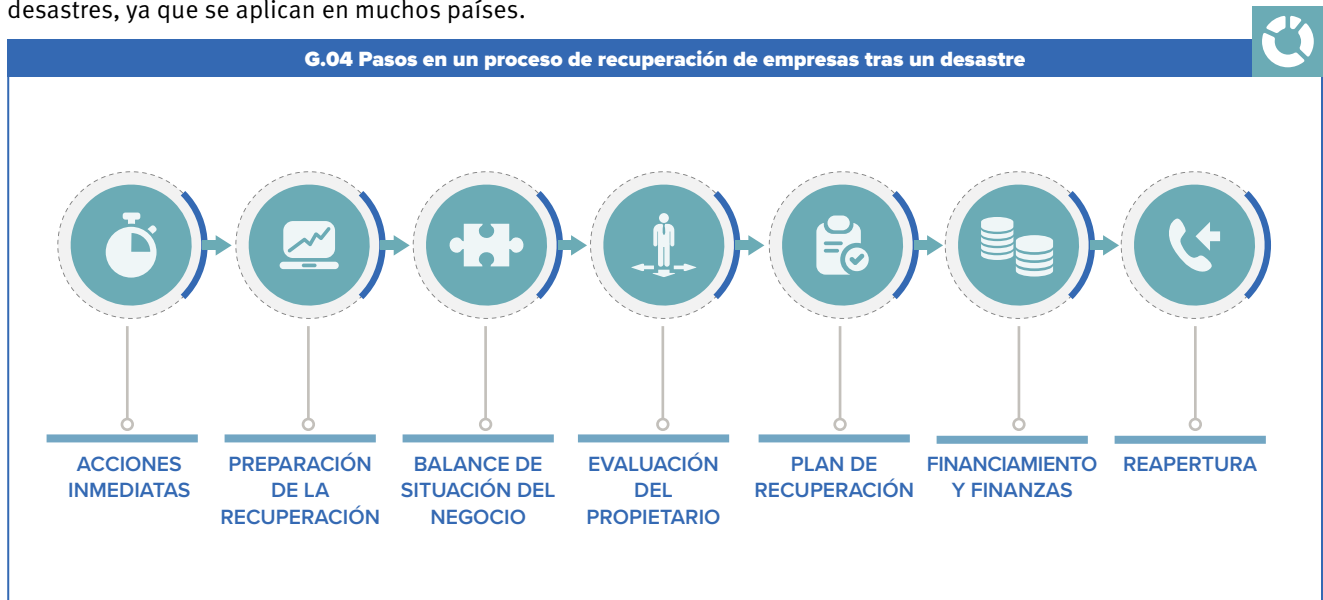 desastres, ya que se aplican en muchos países.
G.04 Pasos en un proceso de recuperación de empresas tras un desastre
ACCIONES
INMEDIATAS
PREPARACIÓN
DE LA
RECUPERACIÓN
BALANCE DE
SITUACIÓN DEL
NEGOCIO
EVALUACIÓN
DEL
PROPIETARIO
PLAN DE
RECUPERACIÓN
FINANCIAMIENTO
Y FINANZAS
REAPERTURA